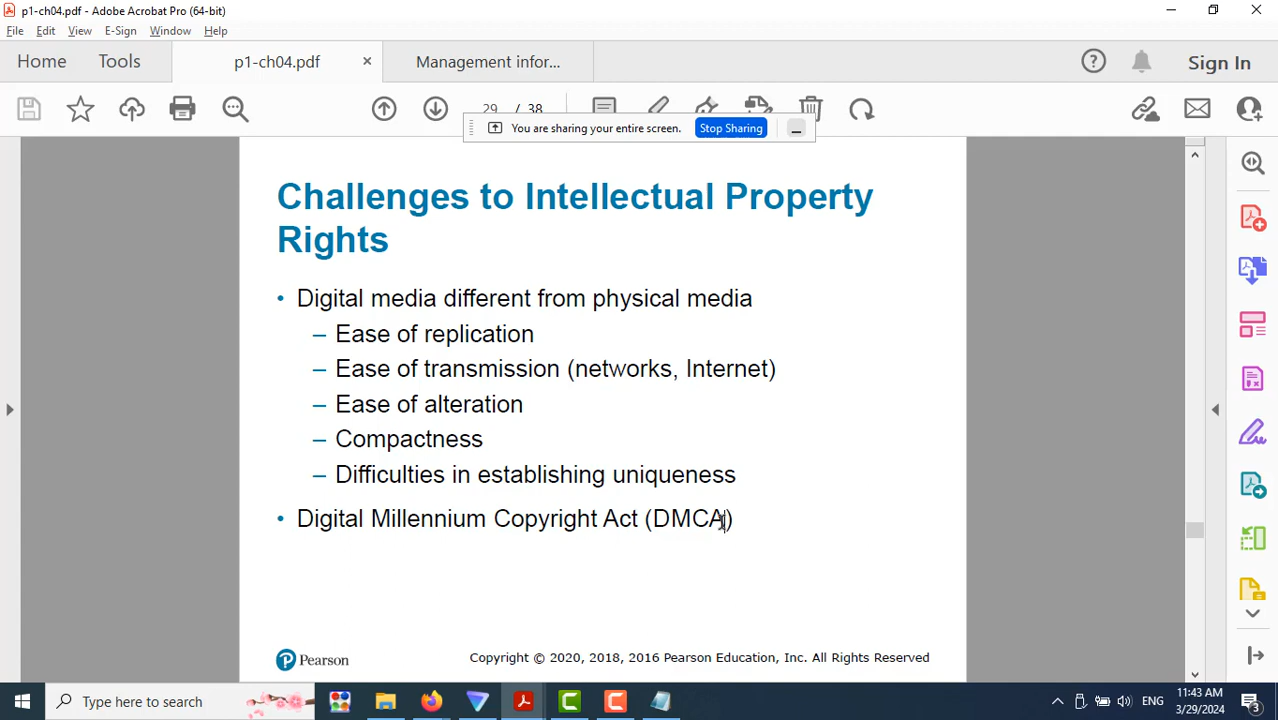 p1-ch04.pdf - Adobe Acrobat Pro (64-bit)
File Edit View E-Sign Window Help
Home Tools p1-ch04.pdf × Management infor... Sign In
29 / 38
You are sharing your entire screen. Stop Sharing
Challenges to Intellectual Property
Rights
• Digital media different from physical media
– Ease of replication
– Ease of transmission (networks, Internet)
– Ease of alteration
– Compactness
– Difficulties in establishing uniqueness
• Digital Millennium Copyright Act (DMCA)
Pearson
Copyright © 2020, 2018, 2016 Pearson Education, Inc. All Rights Reserved
Type here to search
ENG
11:43 AM
3/29/2024
3